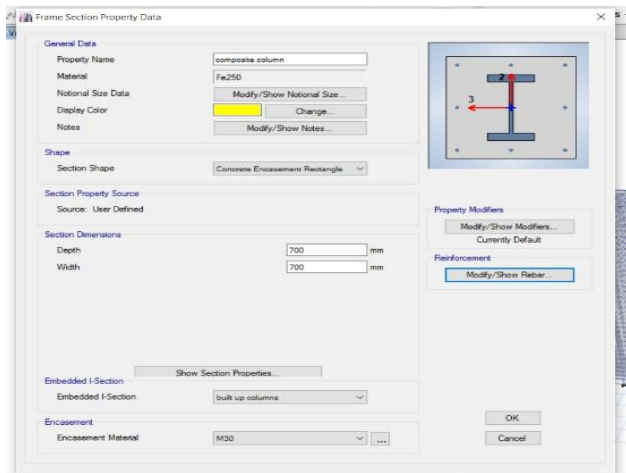 Frame Section Property Data
General Data
Property Name composite column
Material Fe250
Notional Size Data Modify/Show Notional Size...
Display Color Change...
Notes Modify/Show Notes...
Shape
Section Shape Concrete Encasement Rectangle
Section Property Source
Source: User Defined
Section Dimensions
Depth 700 mm
Width 700 mm
Show Section Properties...
Embedded I-Section
Embedded I-Section built up columns
Encasement
Encasement Material M30 ...
2
3
Property Modifiers
Modify/Show Modifiers...
Currently Default
Reinforcement
Modify/Show Rebar...
OK
Cancel